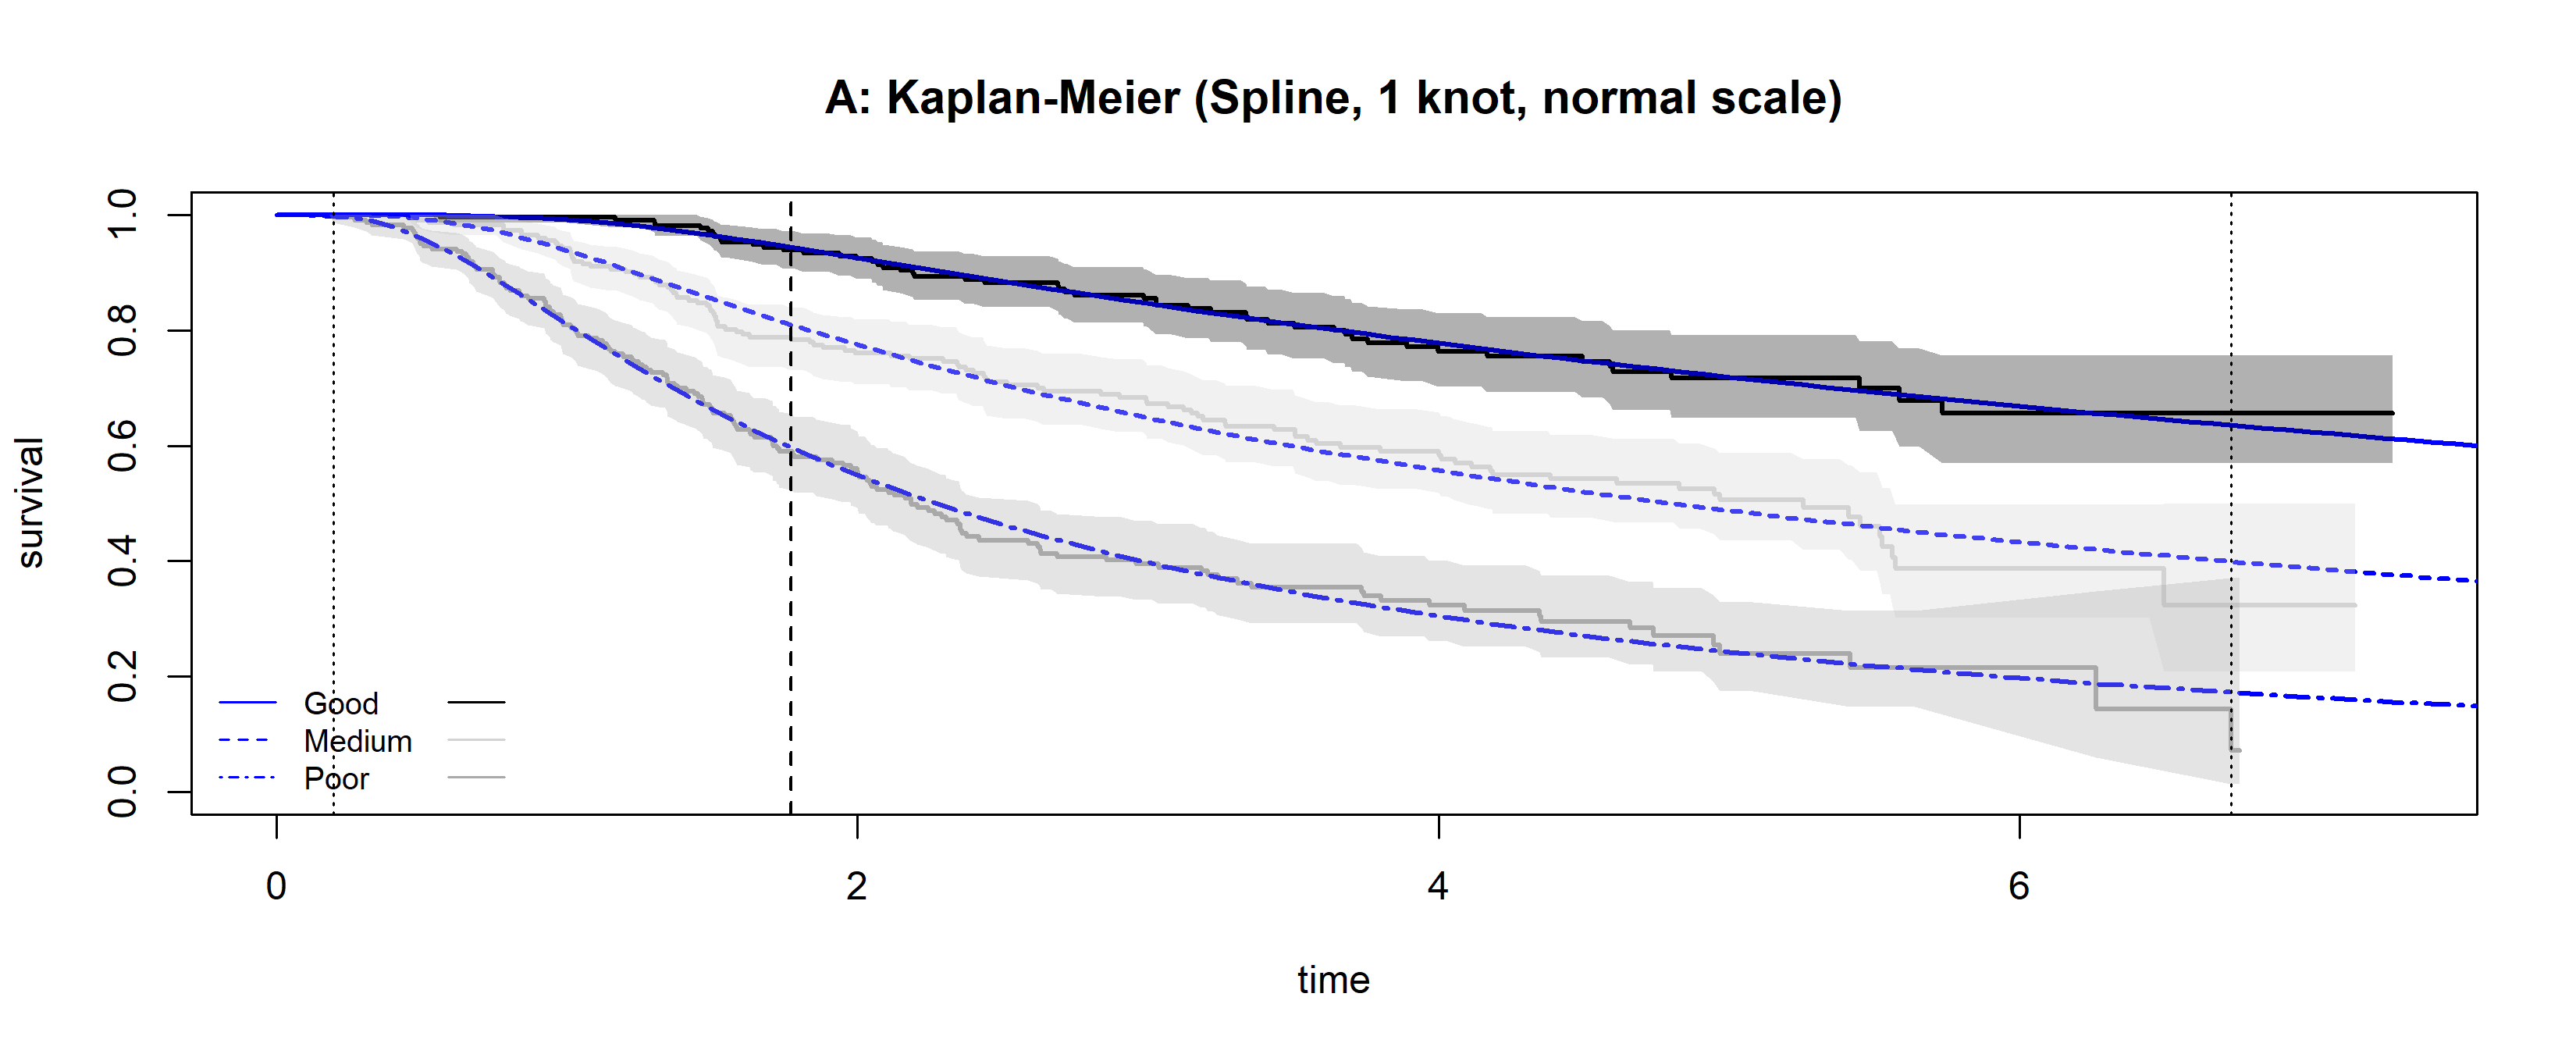 A: Kaplan-Meier (Spline, 1 knot, normal scale)
survival
1.0
0.8
0.6
0.4
0.2
0.0
Good
Medium
Poor
0 2 4 6
time